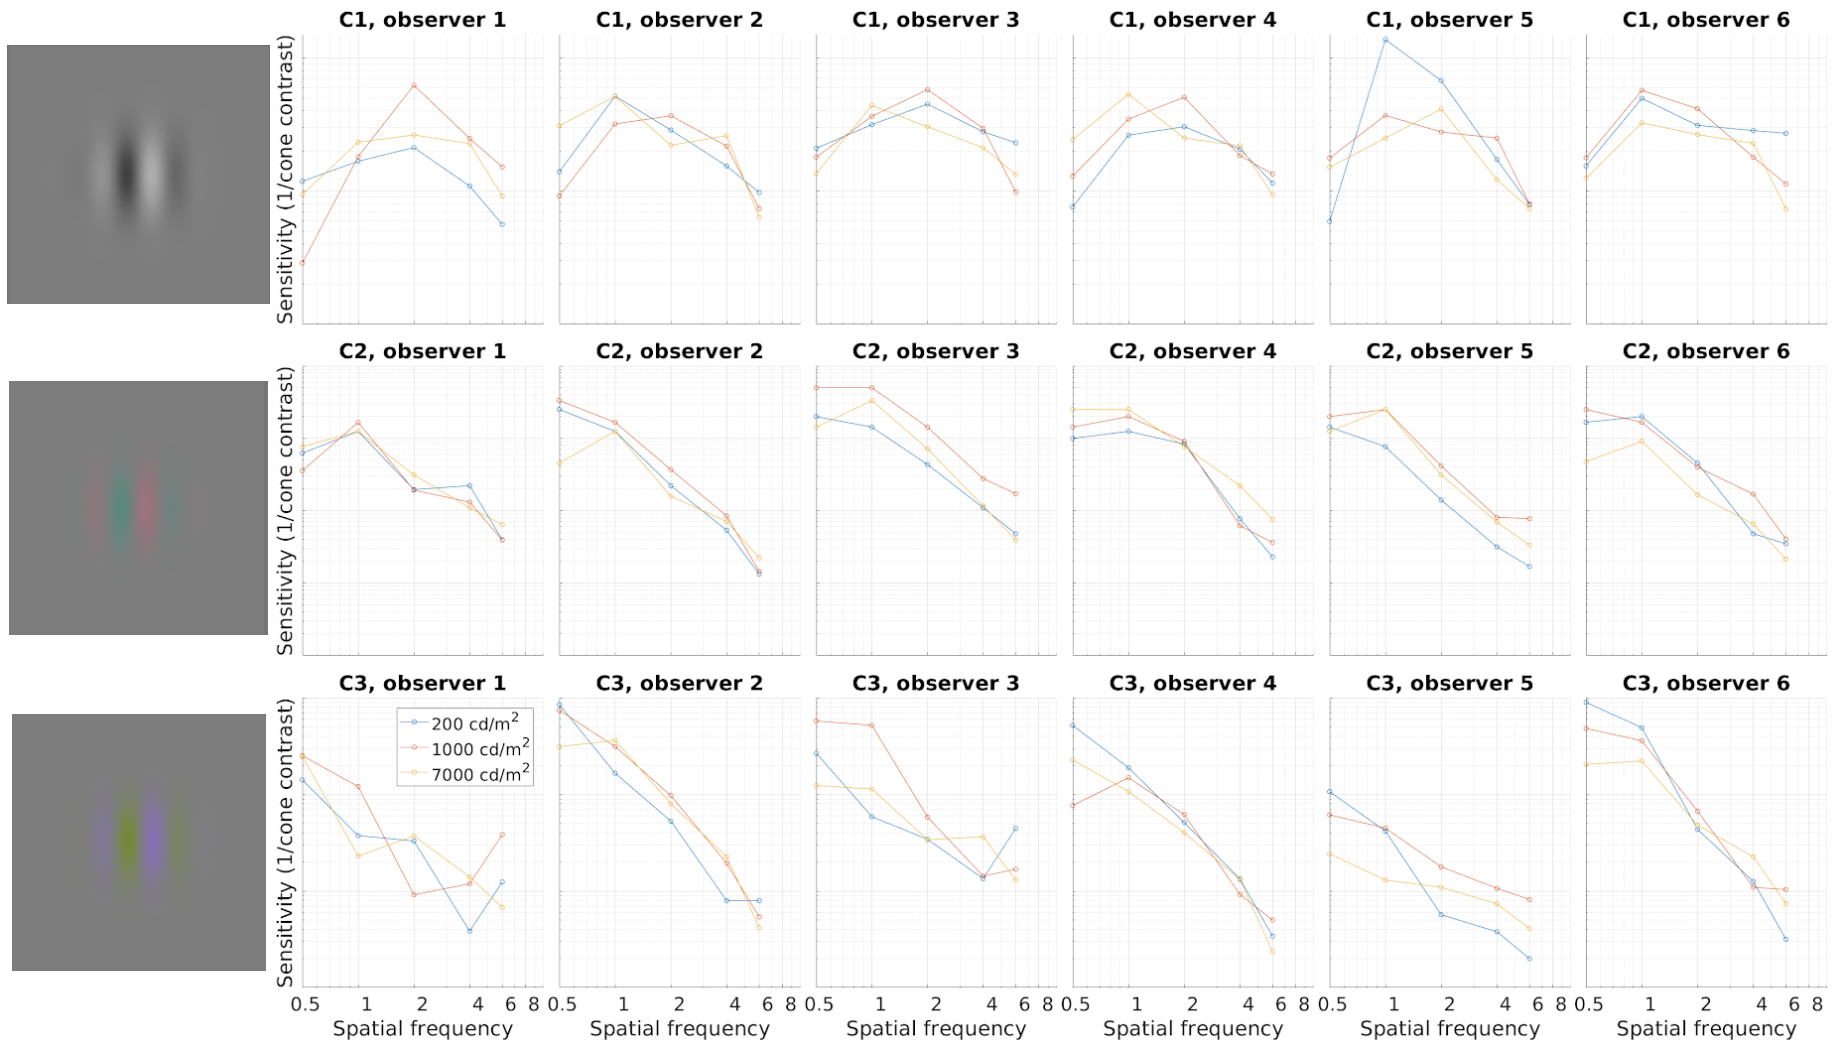 C1, observer 1
C1, observer 2
C1, observer 3
C1, observer 4
C1, observer 5
C1, observer 6
Sensitivity (1/cone contrast)
C2, observer 1
C2, observer 2
C2, observer 3
C2, observer 4
C2, observer 5
C2, observer 6
Sensitivity (1/cone contrast)
C3, observer 1
C3, observer 2
C3, observer 3
C3, observer 4
C3, observer 5
C3, observer 6
Sensitivity (1/cone contrast)
200 cd/m²
1000 cd/m²
7000 cd/m²
0.5 1 2 4 6 8
0.5 1 2 4 6 8
0.5 1 2 4 6 8
0.5 1 2 4 6 8
0.5 1 2 4 6 8
0.5 1 2 4 6 8
Spatial frequency
Spatial frequency
Spatial frequency
Spatial frequency
Spatial frequency
Spatial frequency